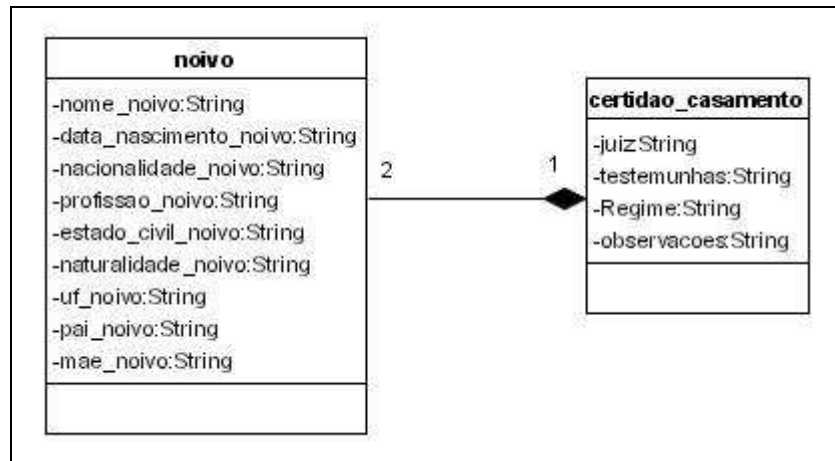 noivo
-nome_noivo:String
-data_nascimento_noivo:String
-nacionalidade_noivo:String
-profissao_noivo:String
-estado_civil_noivo:String
-naturalidade_noivo:String
-uf_noivo:String
-pai_noivo:String
-mae_noivo:String
2
1
certidao_casamento
-juiz:String
-testemunhas:String
-Regime:String
-observacoes:String